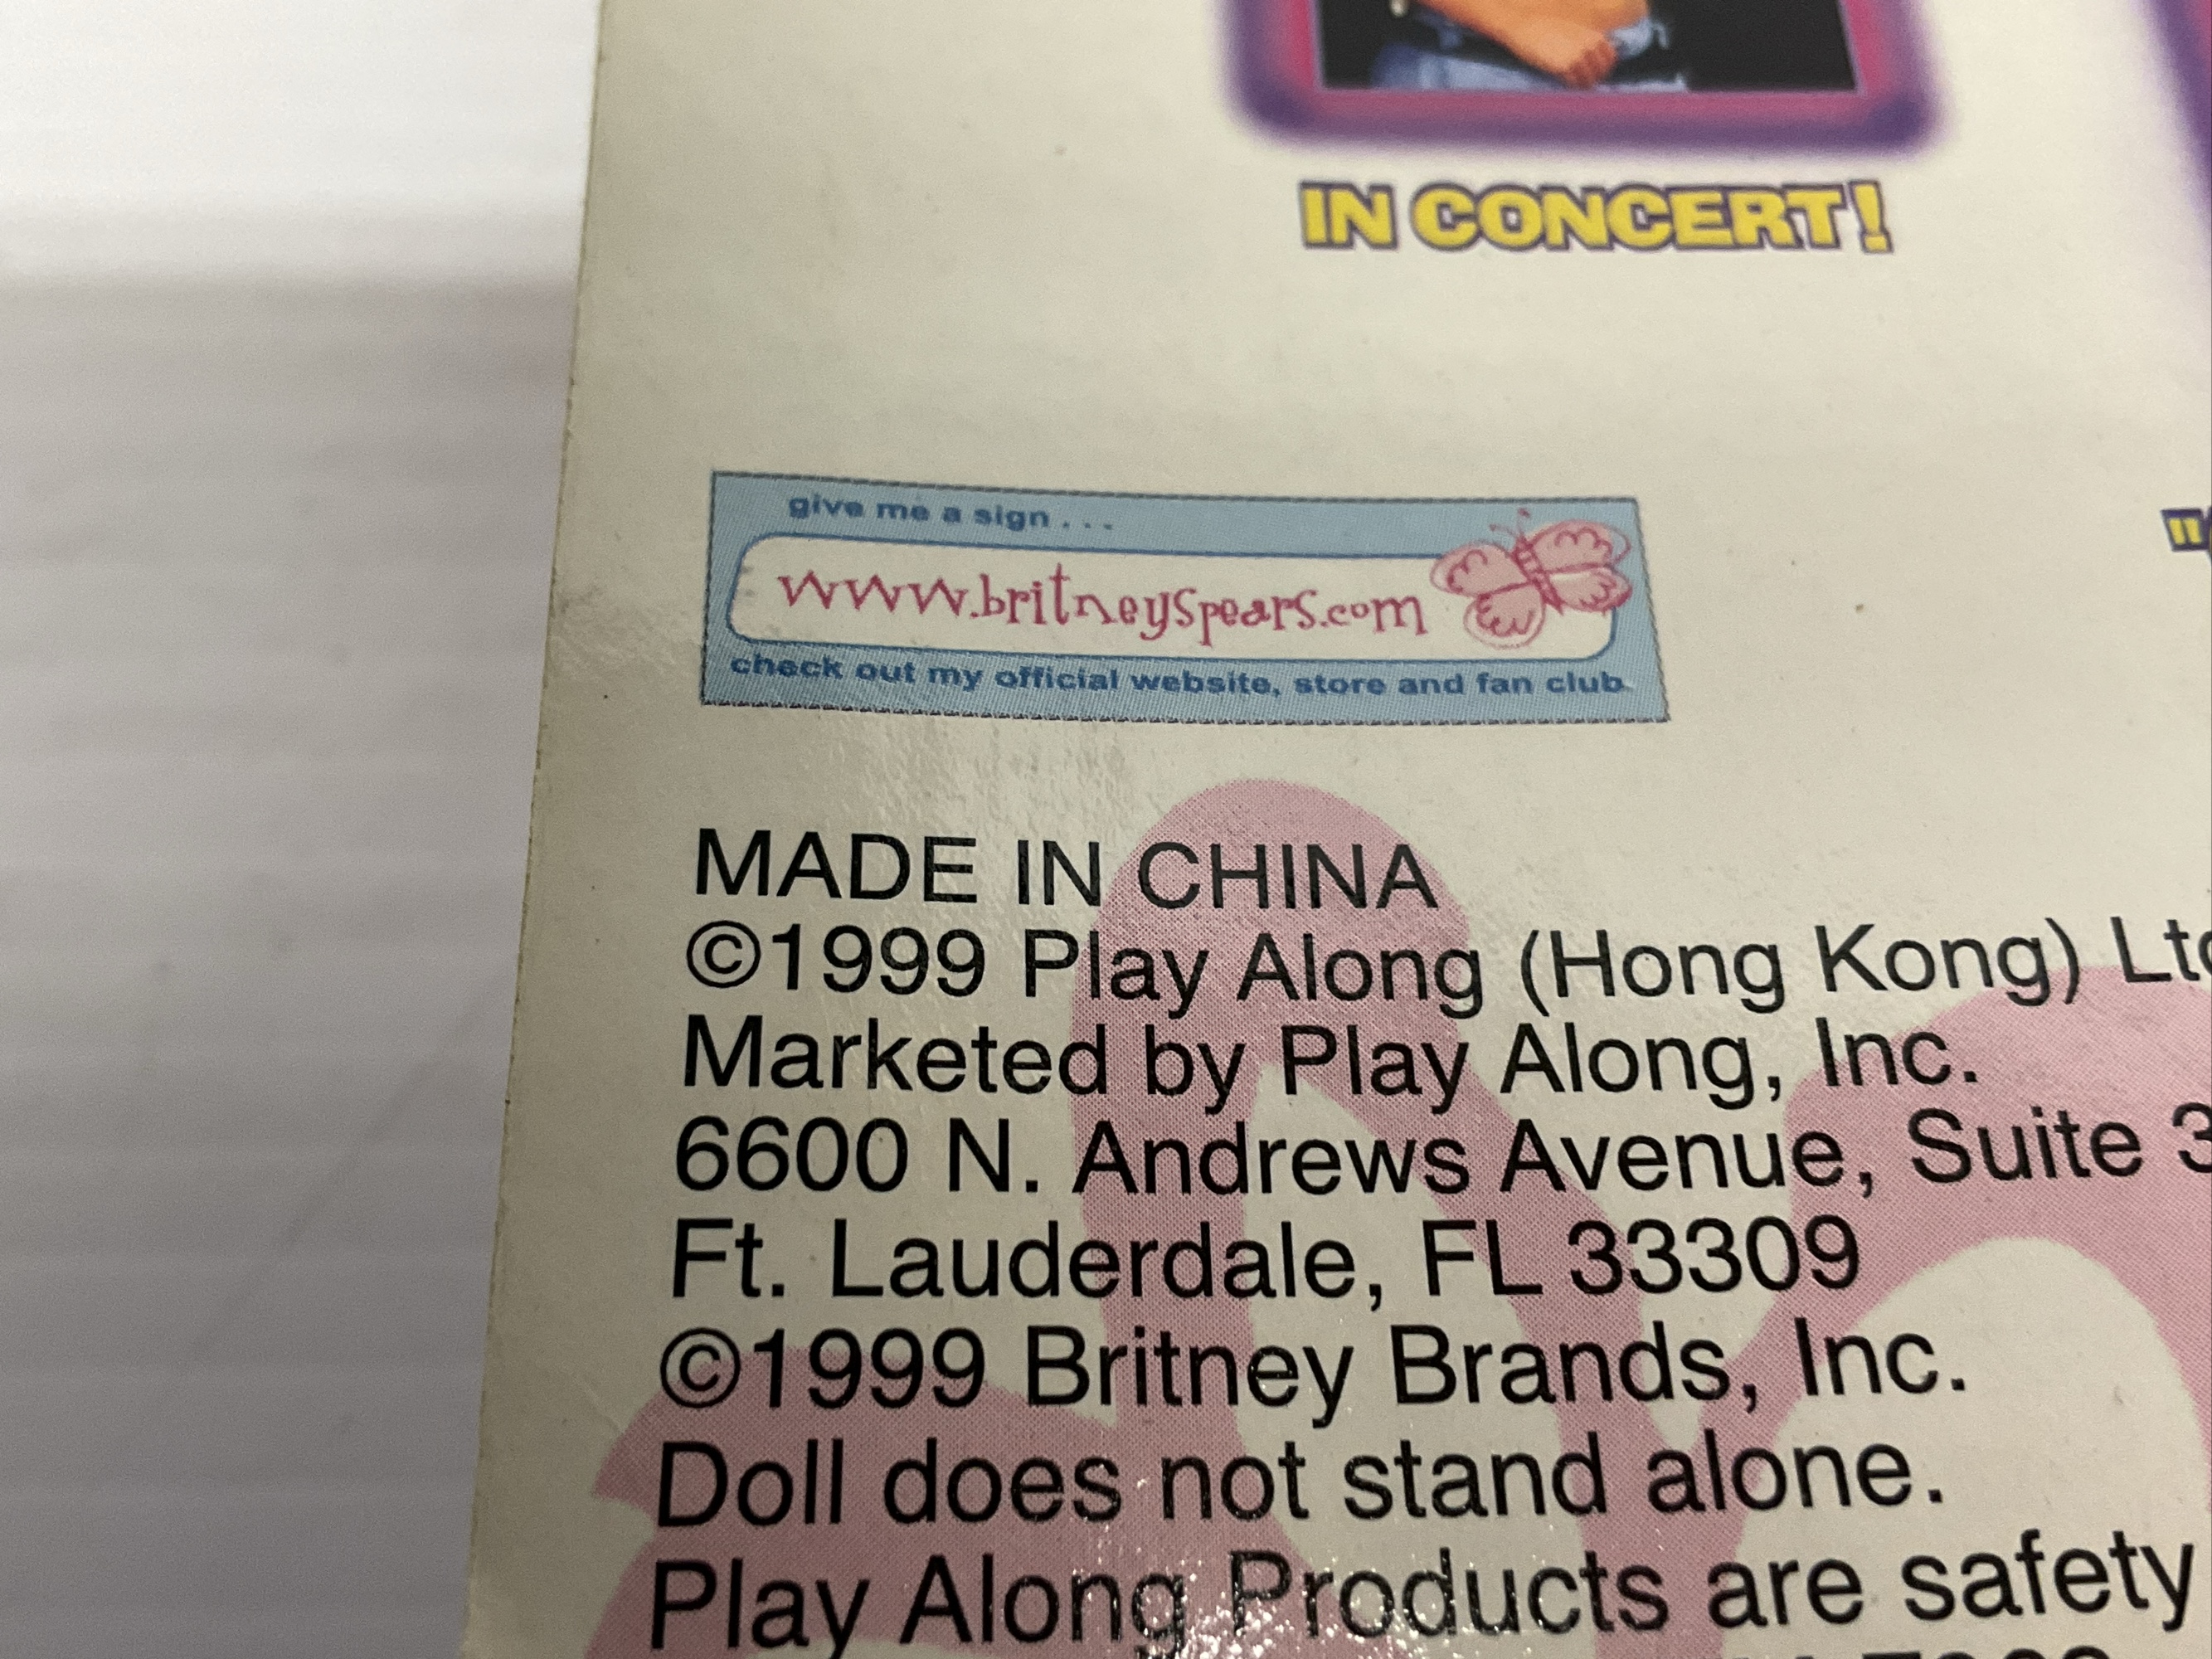 IN CONCERT!
give me a sign . . .
www.britneyspears.com
check out my official website, store and fan club.
MADE IN CHINA
©1999 Play Along (Hong Kong)
Marketed by Play Along, Inc.
6600 N. Andrews Avenue, Suite 3
Ft. Lauderdale, FL 33309
©1999 Britney Brands, Inc.
Doll does not stand alone.
Play Along Products are safety